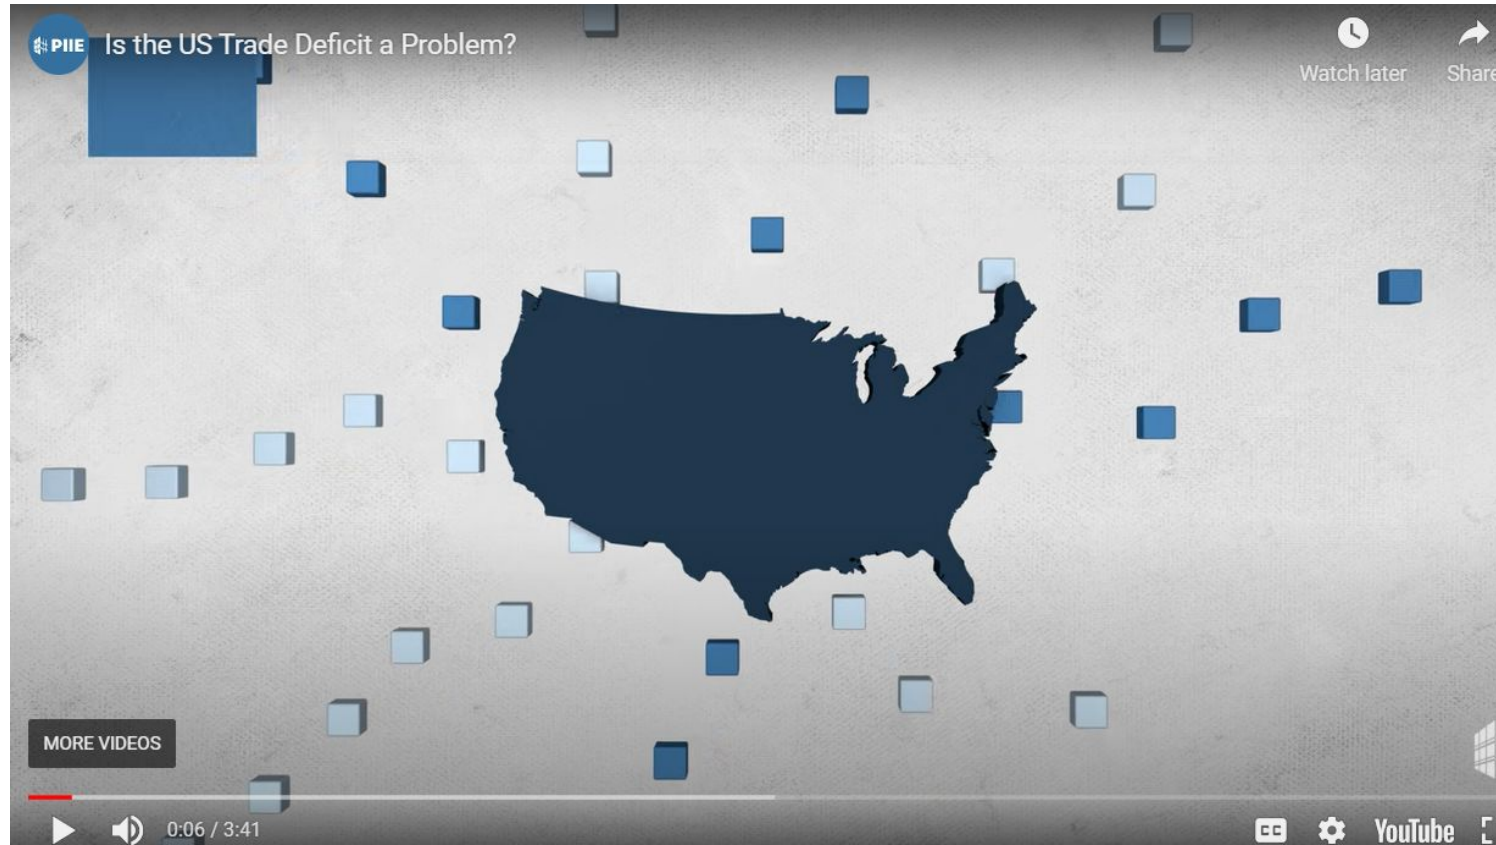 PIIE
Is the US Trade Deficit a Problem?
Watch later
Share
MORE VIDEOS
0:06 / 3:41
CC
YouTube